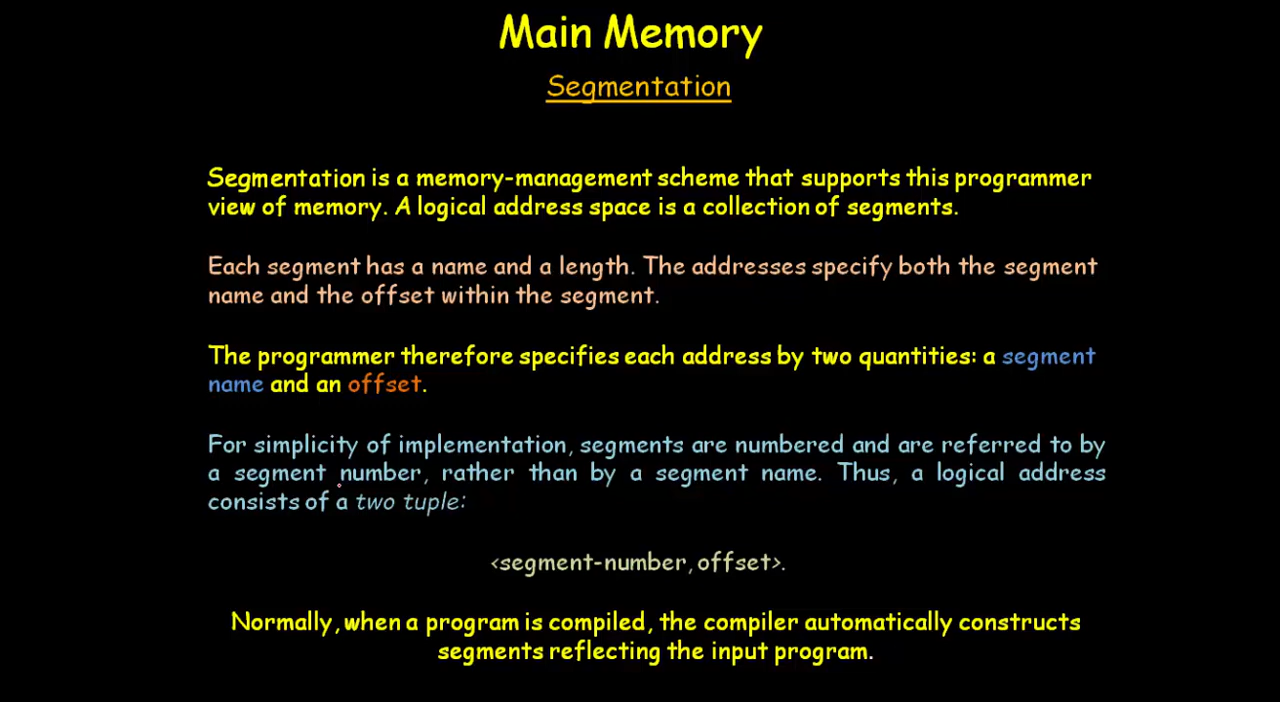 Main Memory
Segmentation
Segmentation is a memory-management scheme that supports this programmer
view of memory. A logical address space is a collection of segments.
Each segment has a name and a length. The addresses specify both the segment
name and the offset within the segment.
The programmer therefore specifies each address by two quantities: a segment
name and an offset.
For simplicity of implementation, segments are numbered and are referred to by
a segment number, rather than by a segment name. Thus, a logical address
consists of a two tuple:
<segment-number, offset>.
Normally, when a program is compiled, the compiler automatically constructs
segments reflecting the input program.